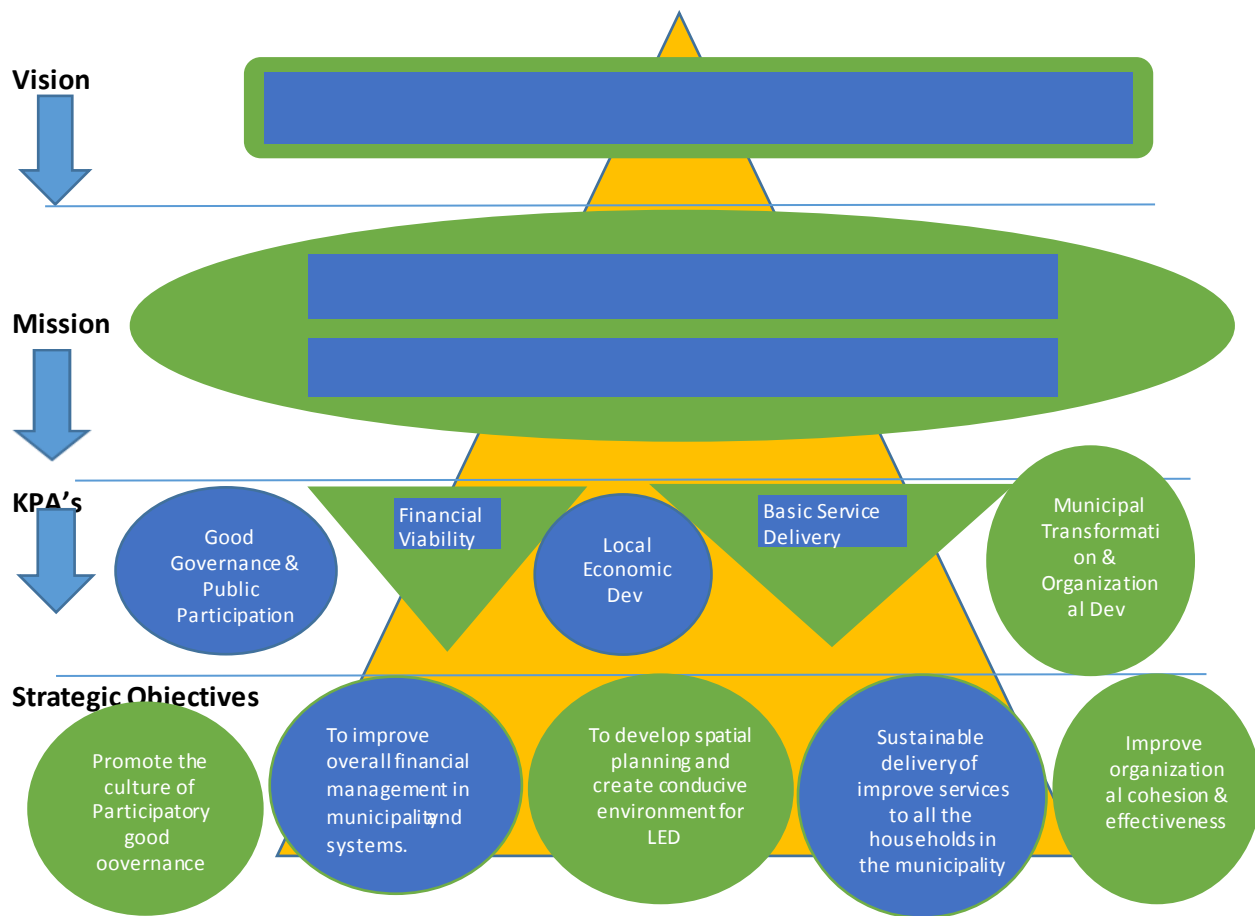 Vision
Mission
KPA's
Good
Governance &
Public
Participation
Financial
Viability
Local
Economic
Dev
Basic Service
Delivery
Municipal
Transformati
on &
Organization
al Dev
Strategic Objectives
Promote the
culture of
Participatory
good
oovernance
To improve
overall financial
management in
municipality and
systems.
To develop spatial
planning and
create conducive
environment for
LED
Sustainable
delivery of
improve services
to all the
households in
the municipality
Improve
organization
al cohesion &
effectiveness